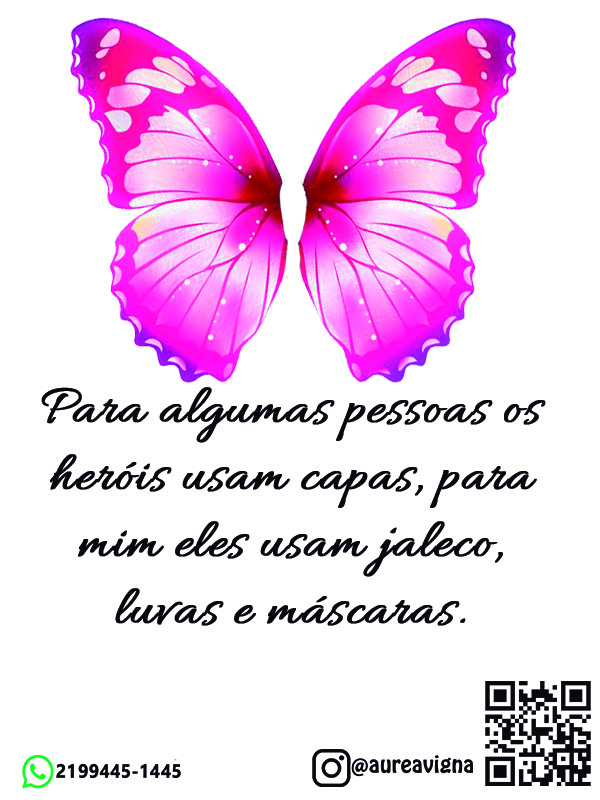 Para algumas pessoas os
heróis usam capas, para
mim eles usam jaleco,
luvas e máscaras.
2199445-1445
@aureavigna